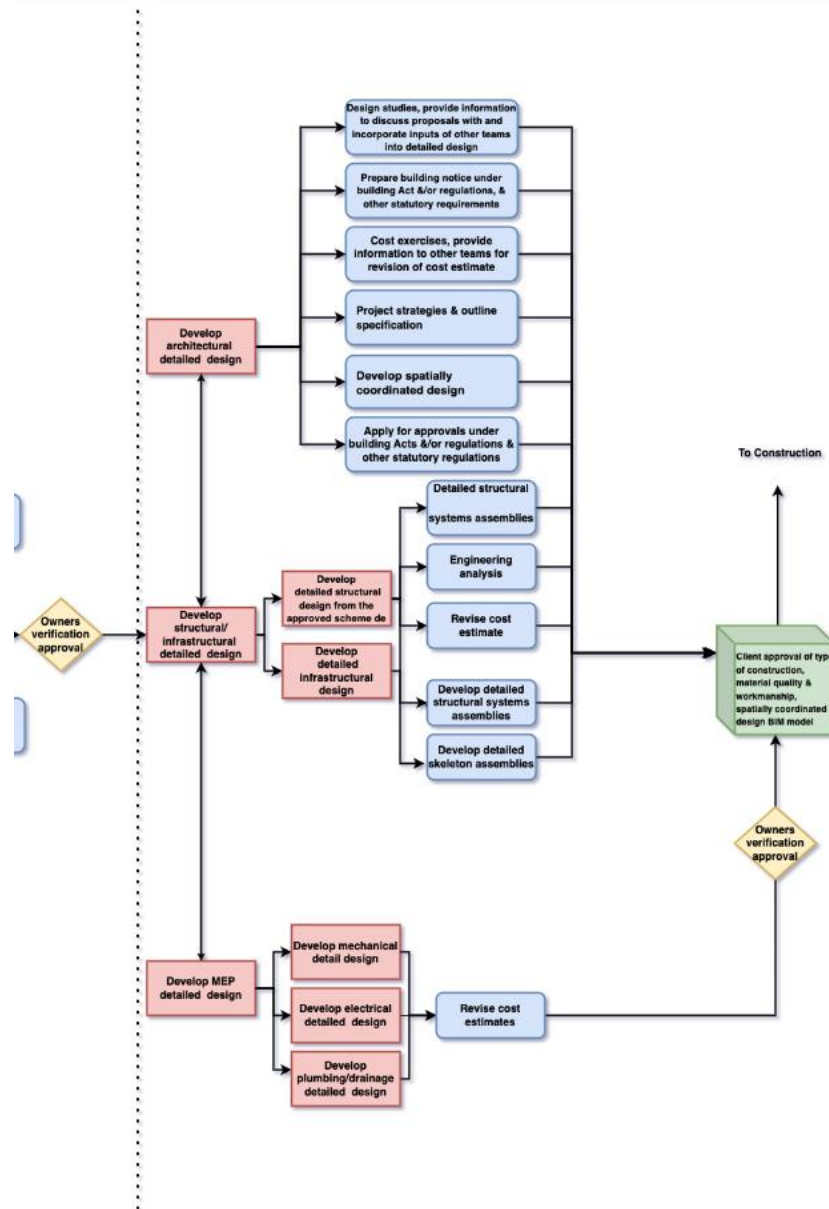 Design studies, provide information
to discuss proposals with and
incorporate inputs of other teams
into detailed design
Prepare building notice under
building Act &/or regulations, &
other statutory requirements
Cost exercises, provide
information to other teams for
revision of cost estimate
Project strategies & outline
specification
Develop
architectural
detailed design
Develop spatially
coordinated design
Apply for approvals under
building Acts &/or regulations &
other statutory regulations
To Construction
Detailed structural
systems assemblies
Engineering
analysis
Develop
detailed structural
design from the
approved scheme de
Revise cost
estimate
Owners
verification
approval
Develop
structural/
infrastructural
detailed design
Develop
detailed
infrastructural
design
Develop detailed
structural systems
assemblies
Develop detailed
skeleton assemblies
Client approval of type
of construction,
material quality &
workmanship,
spatially coordinated
design BIM model
Owners
verification
approval
Develop MEP
detailed design
Develop mechanical
detail design
Develop electrical
detailed design
Develop
plumbing/drainage
detailed design
Revise cost
estimates